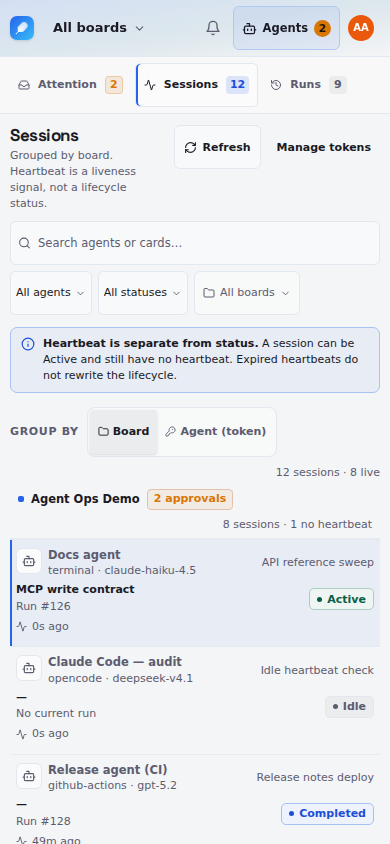 All boards
Agents 2
AA
Attention 2
Sessions 12
Runs 9
Sessions
Grouped by board.
Heartbeat is a liveness
signal, not a lifecycle
status.
Refresh
Manage tokens
Search agents or cards...
All agents
All statuses
All boards
Heartbeat is separate from status. A session can be
Active and still have no heartbeat. Expired heartbeats do
not rewrite the lifecycle.
GROUP BY
Board
Agent (token)
12 sessions · 8 live
Agent Ops Demo
2 approvals
8 sessions · 1 no heartbeat
Docs agent
terminal · claude-haiku-4.5
API reference sweep
MCP write contract
Run #126
Active
0s ago
Claude Code — audit
opencode · deepseek-v4.1
Idle heartbeat check
—
No current run
Idle
0s ago
Release agent (CI)
github-actions · gpt-5.2
Release notes deploy
—
Run #128
Completed
49m ago